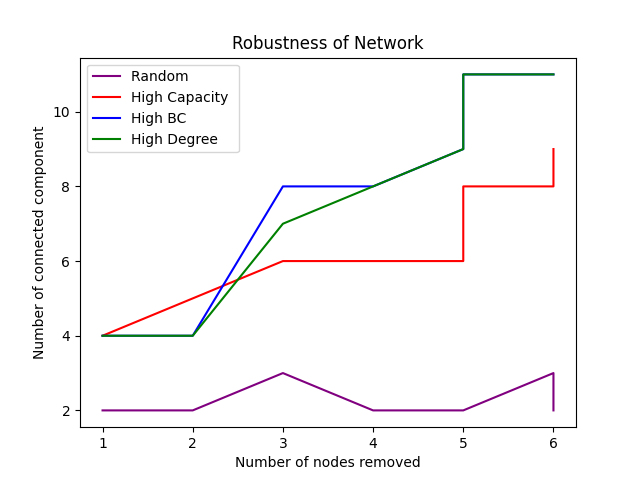 Robustness of Network
Random
High Capacity
High BC
High Degree
Number of connected component
10
8
6
4
2
1 2 3 4 5 6
Number of nodes removed